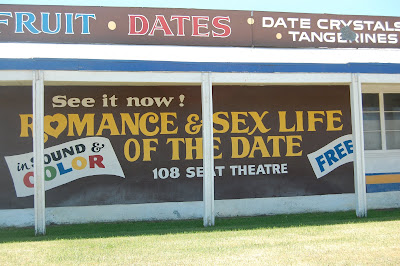 FRUIT • DATES • DATE CRYSTALS
• TANGERINES
See it now!
ROMANCE & SEX LIFE
OF THE DATE
in SOUND &
COLOR
108 SEAT THEATRE
FREE